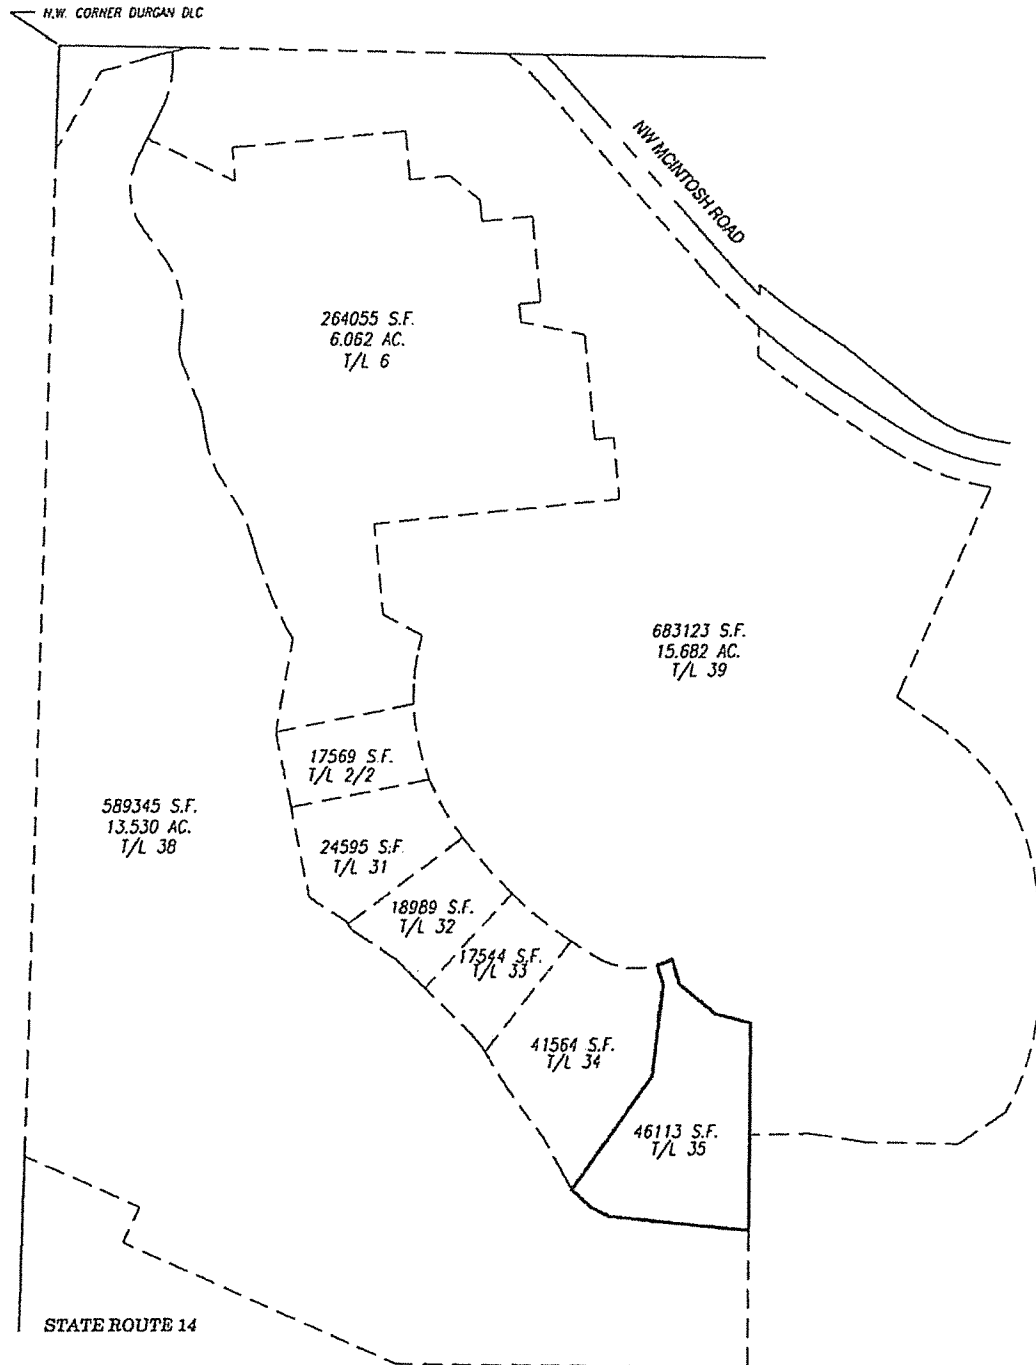 N.W. CORNER DURGAN DLC
NW MCINTOSH ROAD
264055 S.F.
6.062 AC.
T/L 6
683123 S.F.
15.682 AC.
T/L 39
17569 S.F.
T/L 2/2
589345 S.F.
13.530 AC.
T/L 38
24595 S.F.
T/L 31
18989 S.F.
T/L 32
17544 S.F.
T/L 33
41564 S.F.
T/L 34
46113 S.F.
T/L 35
STATE ROUTE 14